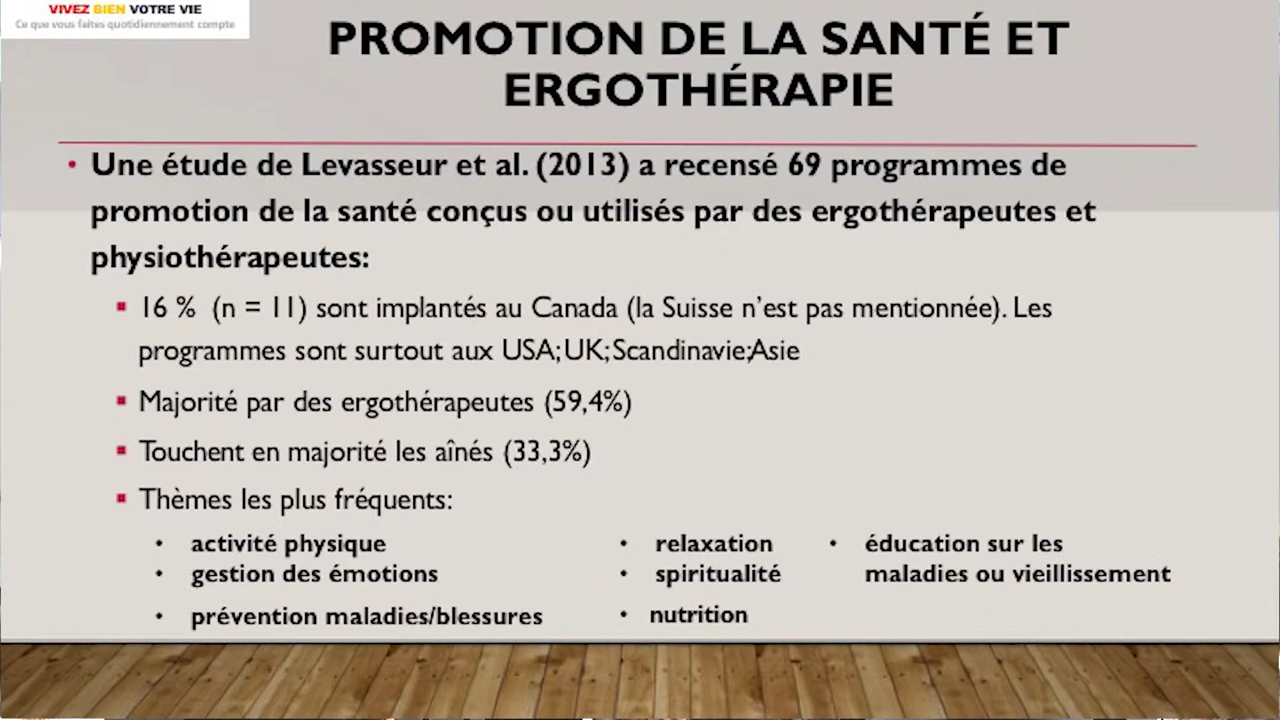 VIVEZ BIEN VOTRE VIE
Ce que vous faites quotidiennement compte
PROMOTION DE LA SANTÉ ET
ERGOTHÉRAPIE
• Une étude de Levasseur et al. (2013) a recensé 69 programmes de
promotion de la santé conçus ou utilisés par des ergothérapeutes et
physiothérapeutes:
▪ 16 % (n = 11) sont implantés au Canada (la Suisse n’est pas mentionnée). Les
programmes sont surtout aux USA; UK; Scandinavie;Asie
▪ Majorité par des ergothérapeutes (59,4%)
▪ Touchent en majorité les aînés (33,3%)
▪ Thèmes les plus fréquents:
• activité physique
• gestion des émotions
• prévention maladies/blessures
• relaxation
• spiritualité
• nutrition
• éducation sur les
maladies ou vieillissement